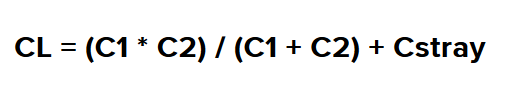 CL = (C1 * C2) / (C1 + C2) + Cstray